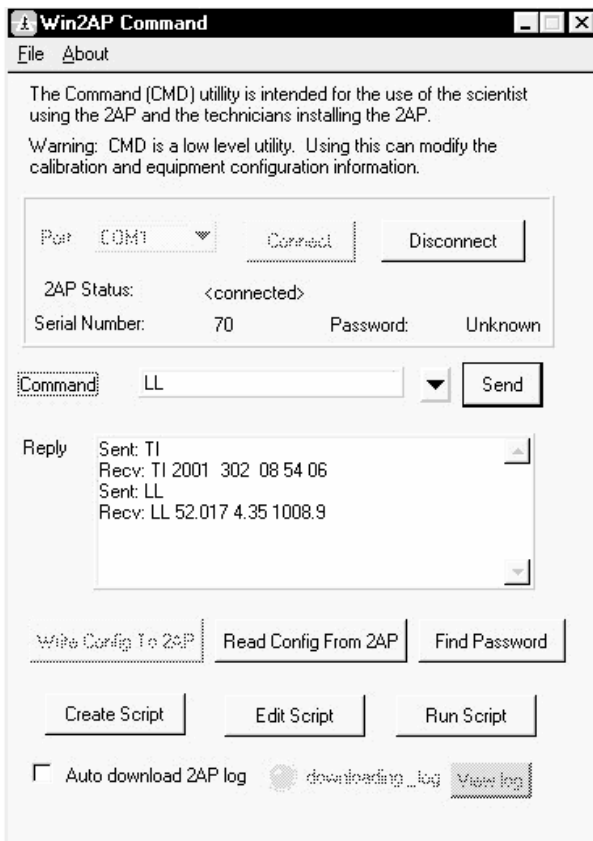 Win2AP Command
File About
The Command (CMD) utillity is intended for the use of the scientist
using the 2AP and the technicians installing the 2AP.
Warning: CMD is a low level utility. Using this can modify the
calibration and equipment configuration information.
Port COM1 Connect Disconnect
2AP Status: <connected>
Serial Number: 70 Password: Unknown
Command LL Send
Reply
Sent: TI
Recv: TI 2001 302 08 54 06
Sent: LL
Recv: LL 52.017 4.35 1008.9
Write Config To 2AP Read Config From 2AP Find Password
Create Script Edit Script Run Script
Auto download 2AP log downloading_log View log